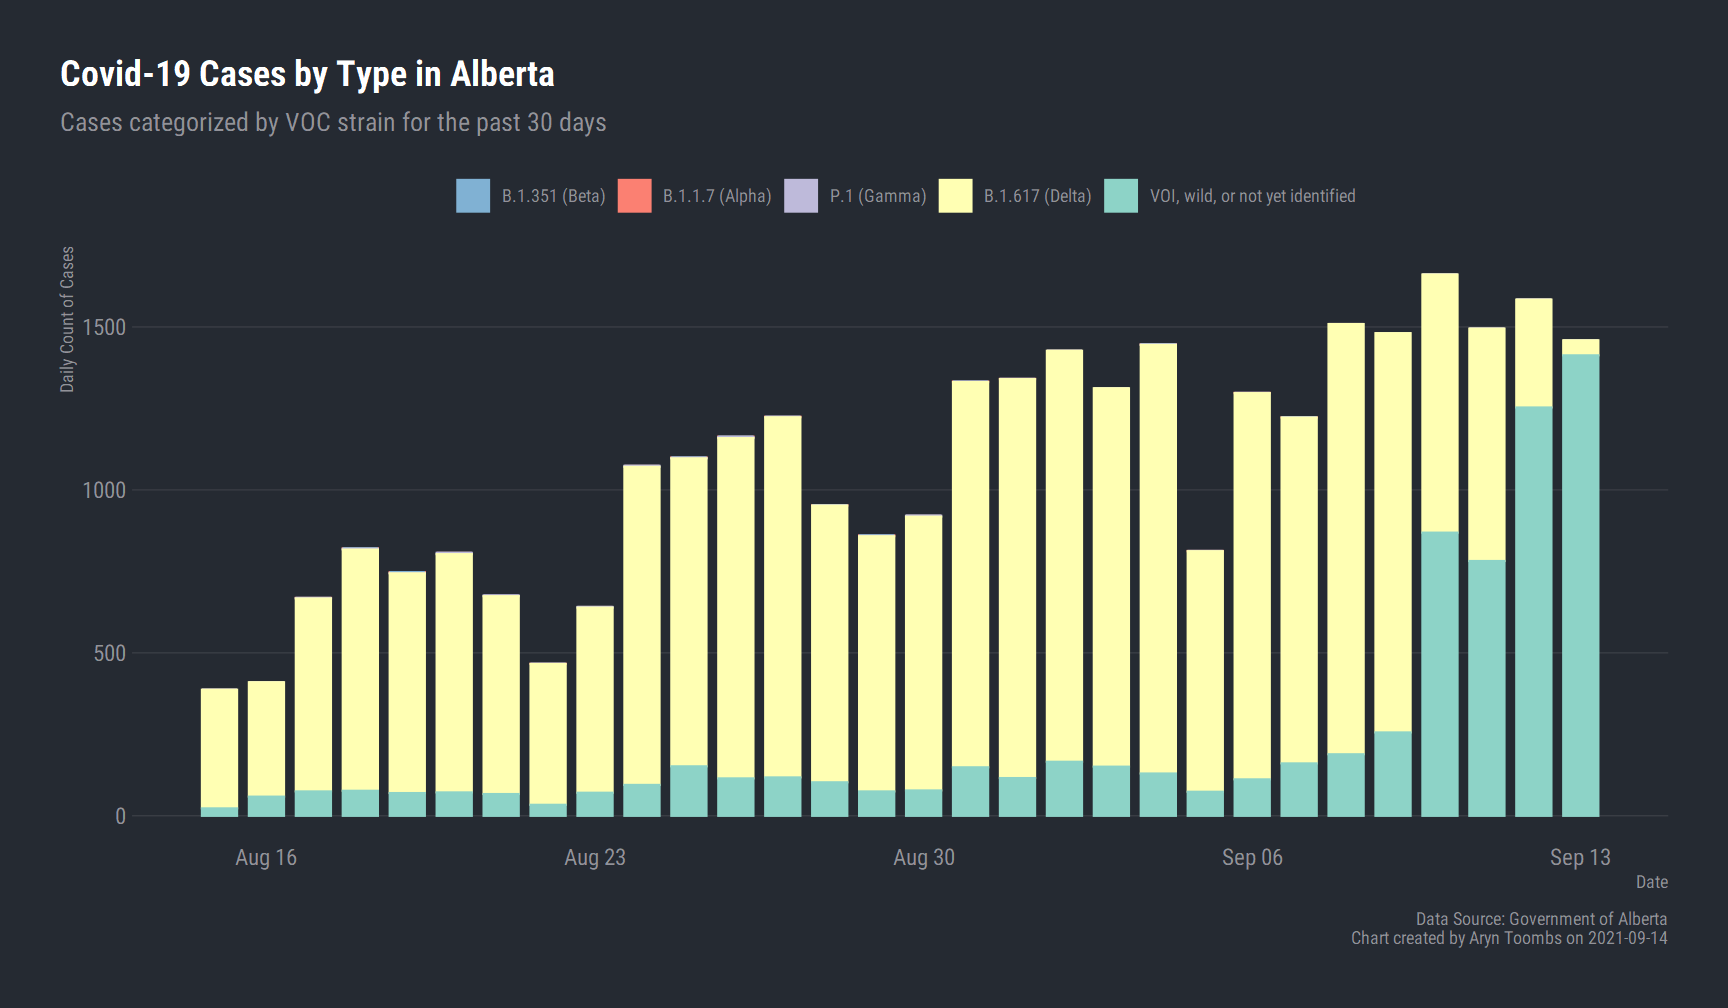 Covid-19 Cases by Type in Alberta
Cases categorized by VOC strain for the past 30 days
B.1.351 (Beta) B.1.1.7 (Alpha) P.1 (Gamma) B.1.617 (Delta) VOI, wild, or not yet identified
Daily Count of Cases
1500
1000
500
0
Aug 16 Aug 23 Aug 30 Sep 06 Sep 13
Date
Data Source: Government of Alberta
Chart created by Aryn Toombs on 2021-09-14